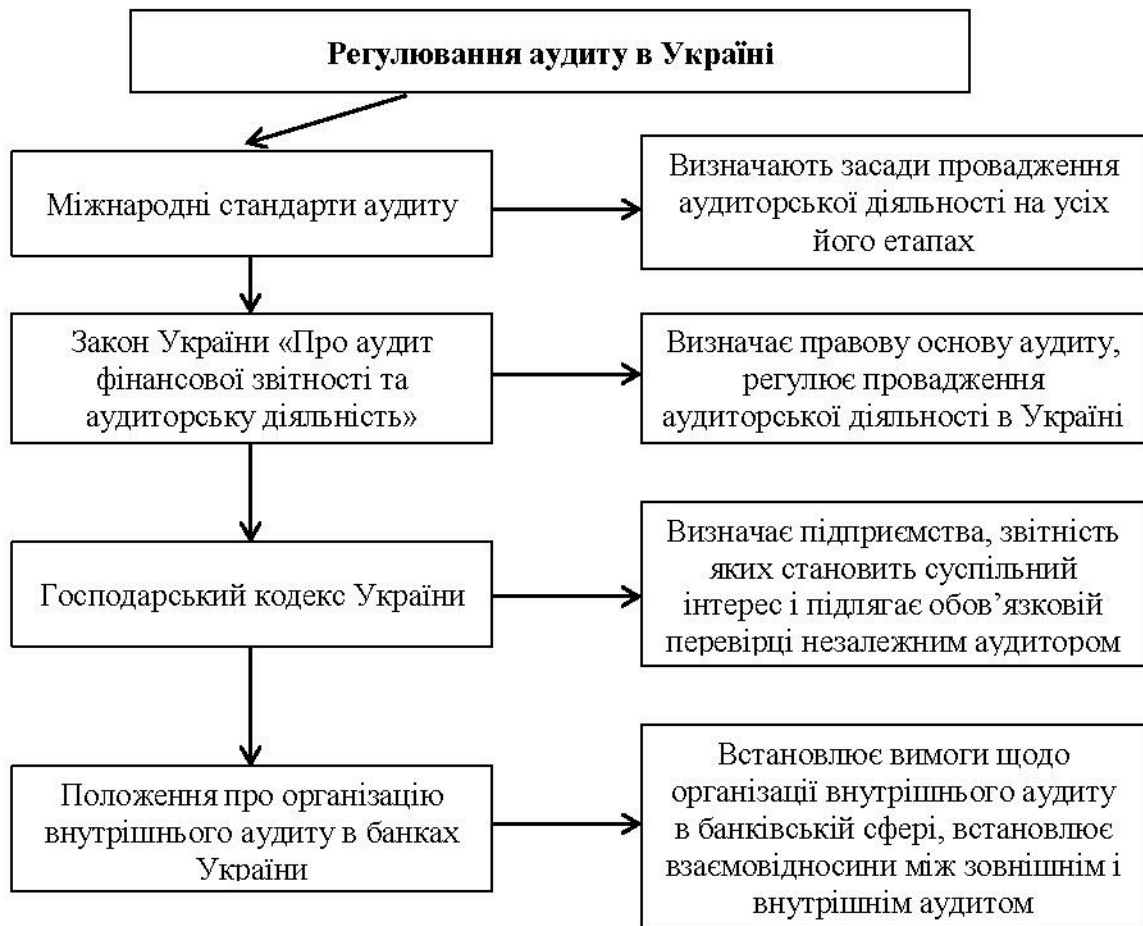 Регулювання аудиту в Україні
Міжнародні стандарти аудиту
Визначають засади провадження
аудиторської діяльності на усіх
його етапах
Закон України «Про аудит
фінансової звітності та
аудиторську діяльність»
Визначає правову основу аудиту,
регулює провадження
аудиторської діяльності в Україні
Господарський кодекс України
Визначає підприємства, звітність
яких становить суспільний
інтерес і підлягає обов’язковій
перевірці незалежним аудитором
Положення про організацію
внутрішнього аудиту в банках
України
Встановлює вимоги щодо
організації внутрішнього аудиту
в банківській сфері, встановлює
взаємовідносини між зовнішнім і
внутрішнім аудитом